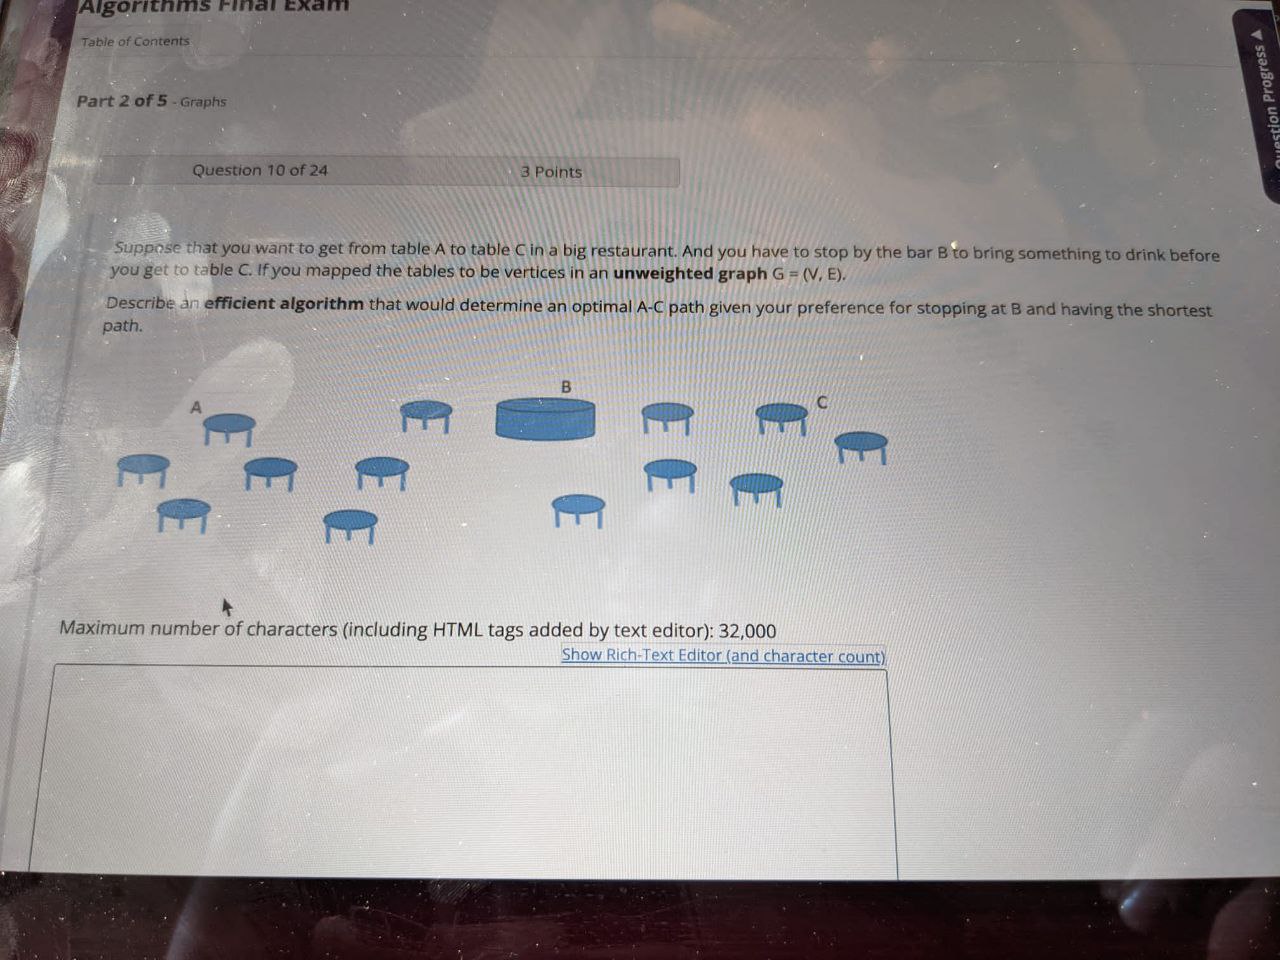 Algorithms Final Exam
Table of Contents
Part 2 of 5 - Graphs
Question 10 of 24 3 Points
Question Progress
Suppose that you want to get from table A to table C in a big restaurant. And you have to stop by the bar B to bring something to drink before
you get to table C. If you mapped the tables to be vertices in an unweighted graph G = (V, E).
Describe an efficient algorithm that would determine an optimal A-C path given your preference for stopping at B and having the shortest
path.
B
A
C
Maximum number of characters (including HTML tags added by text editor): 32,000
Show Rich-Text Editor (and character count)